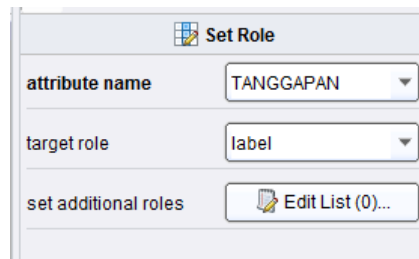 Set Role
attribute name TANGGAPAN
target role label
set additional roles Edit List (0)...